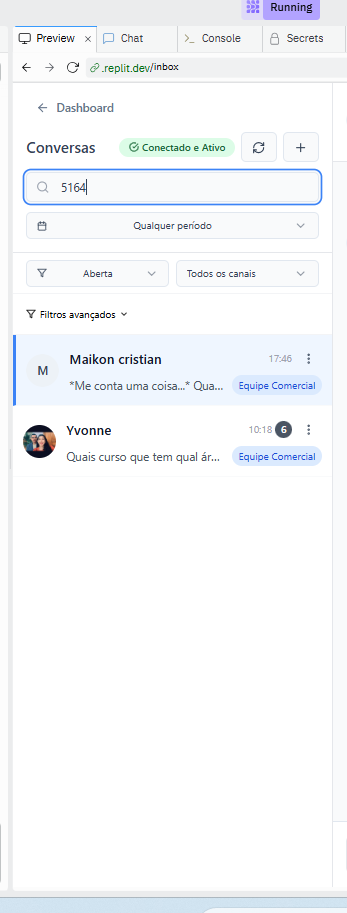 Running
Preview × Chat >_ Console Secrets
.replit.dev/inbox
Dashboard
Conversas Conectado e Ativo
5164
Qualquer período
Aberta Todos os canais
Filtros avançados
M Maikon cristian 17:46
*Me conta uma coisa...* Qua... Equipe Comercial
Yvonne 10:18 6
Quais curso que tem qual ár... Equipe Comercial